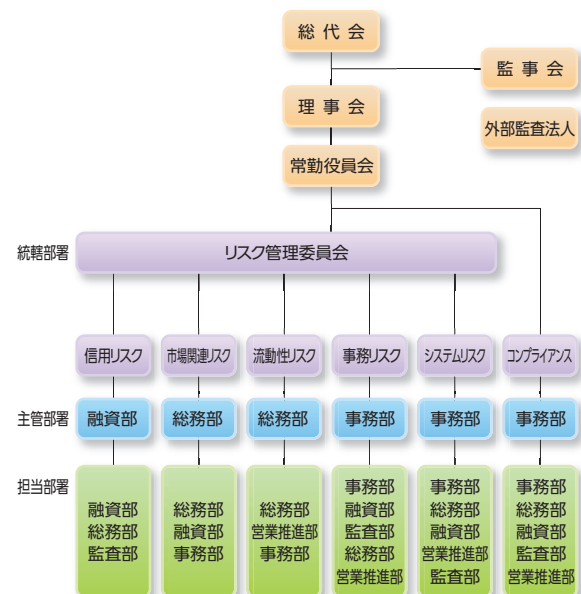 総代会
監事会
理事会
外部監査法人
常勤役員会
統轄部署
リスク管理委員会
信用リスク
市場関連リスク
流動性リスク
事務リスク
システムリスク
コンプライアンス
主管部署
融資部
総務部
総務部
事務部
事務部
事務部
担当部署
融資部
総務部
監査部
総務部
融資部
事務部
総務部
営業推進部
事務部
事務部
融資部
監査部
総務部
営業推進部
事務部
総務部
融資部
営業推進部
監査部
事務部
総務部
融資部
監査部
営業推進部